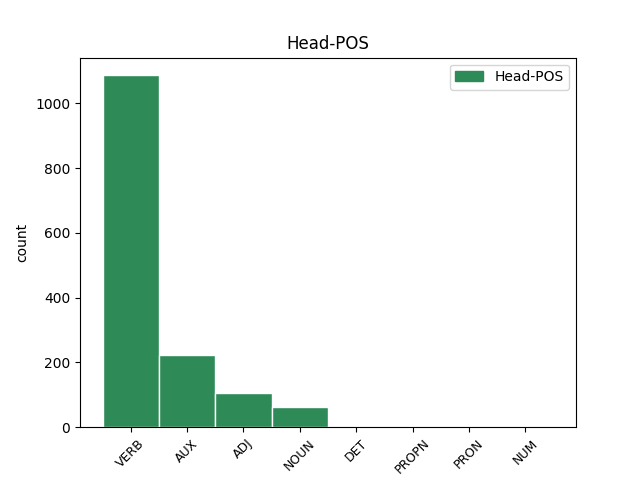 Head-POS
Head-POS
1000
800
600
400
200
0
count
VERB
AUX
ADJ
NOUN
DET
PROPN
PRON
NUM